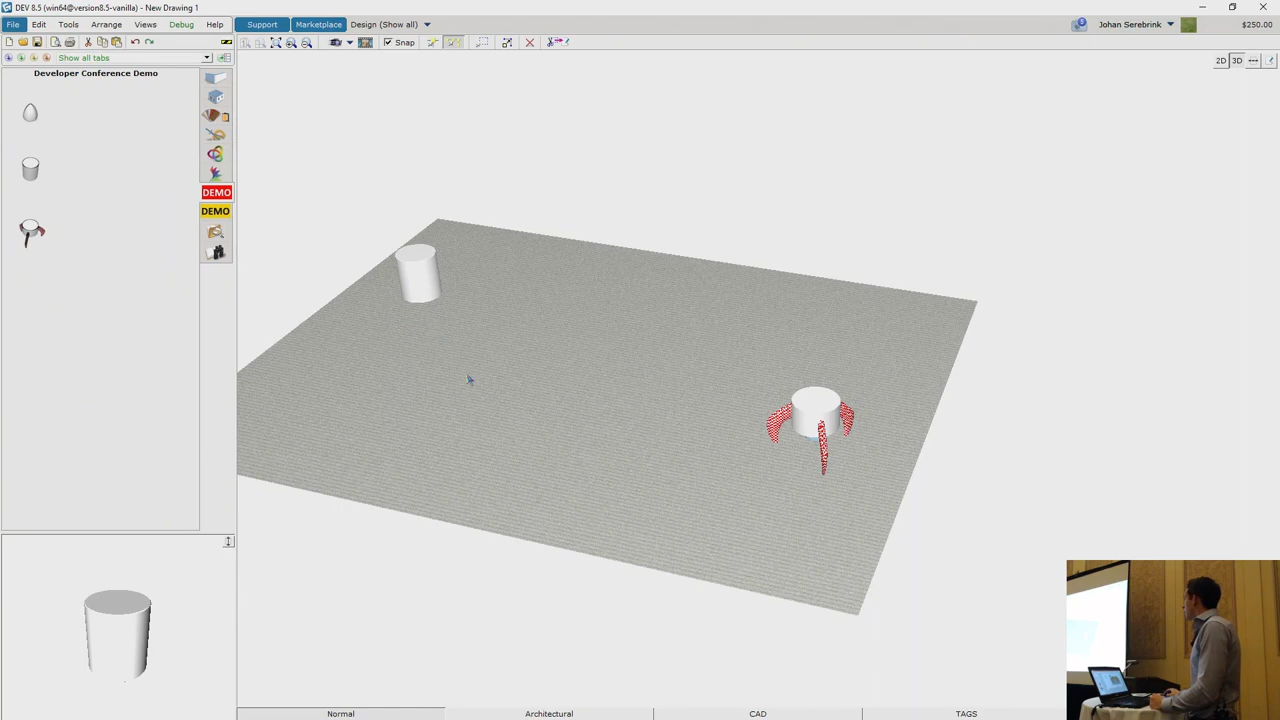 DEV 8.5 (win64@version8.5-vanilla) - New Drawing 1
File Edit Tools Arrange Views Debug Help Support Marketplace Design (Show all) Johan Serebrink $250.00
Snap
Show all tabs
2D 3D
Developer Conference Demo
DEMO
DEMO
Normal Architectural CAD TAGS